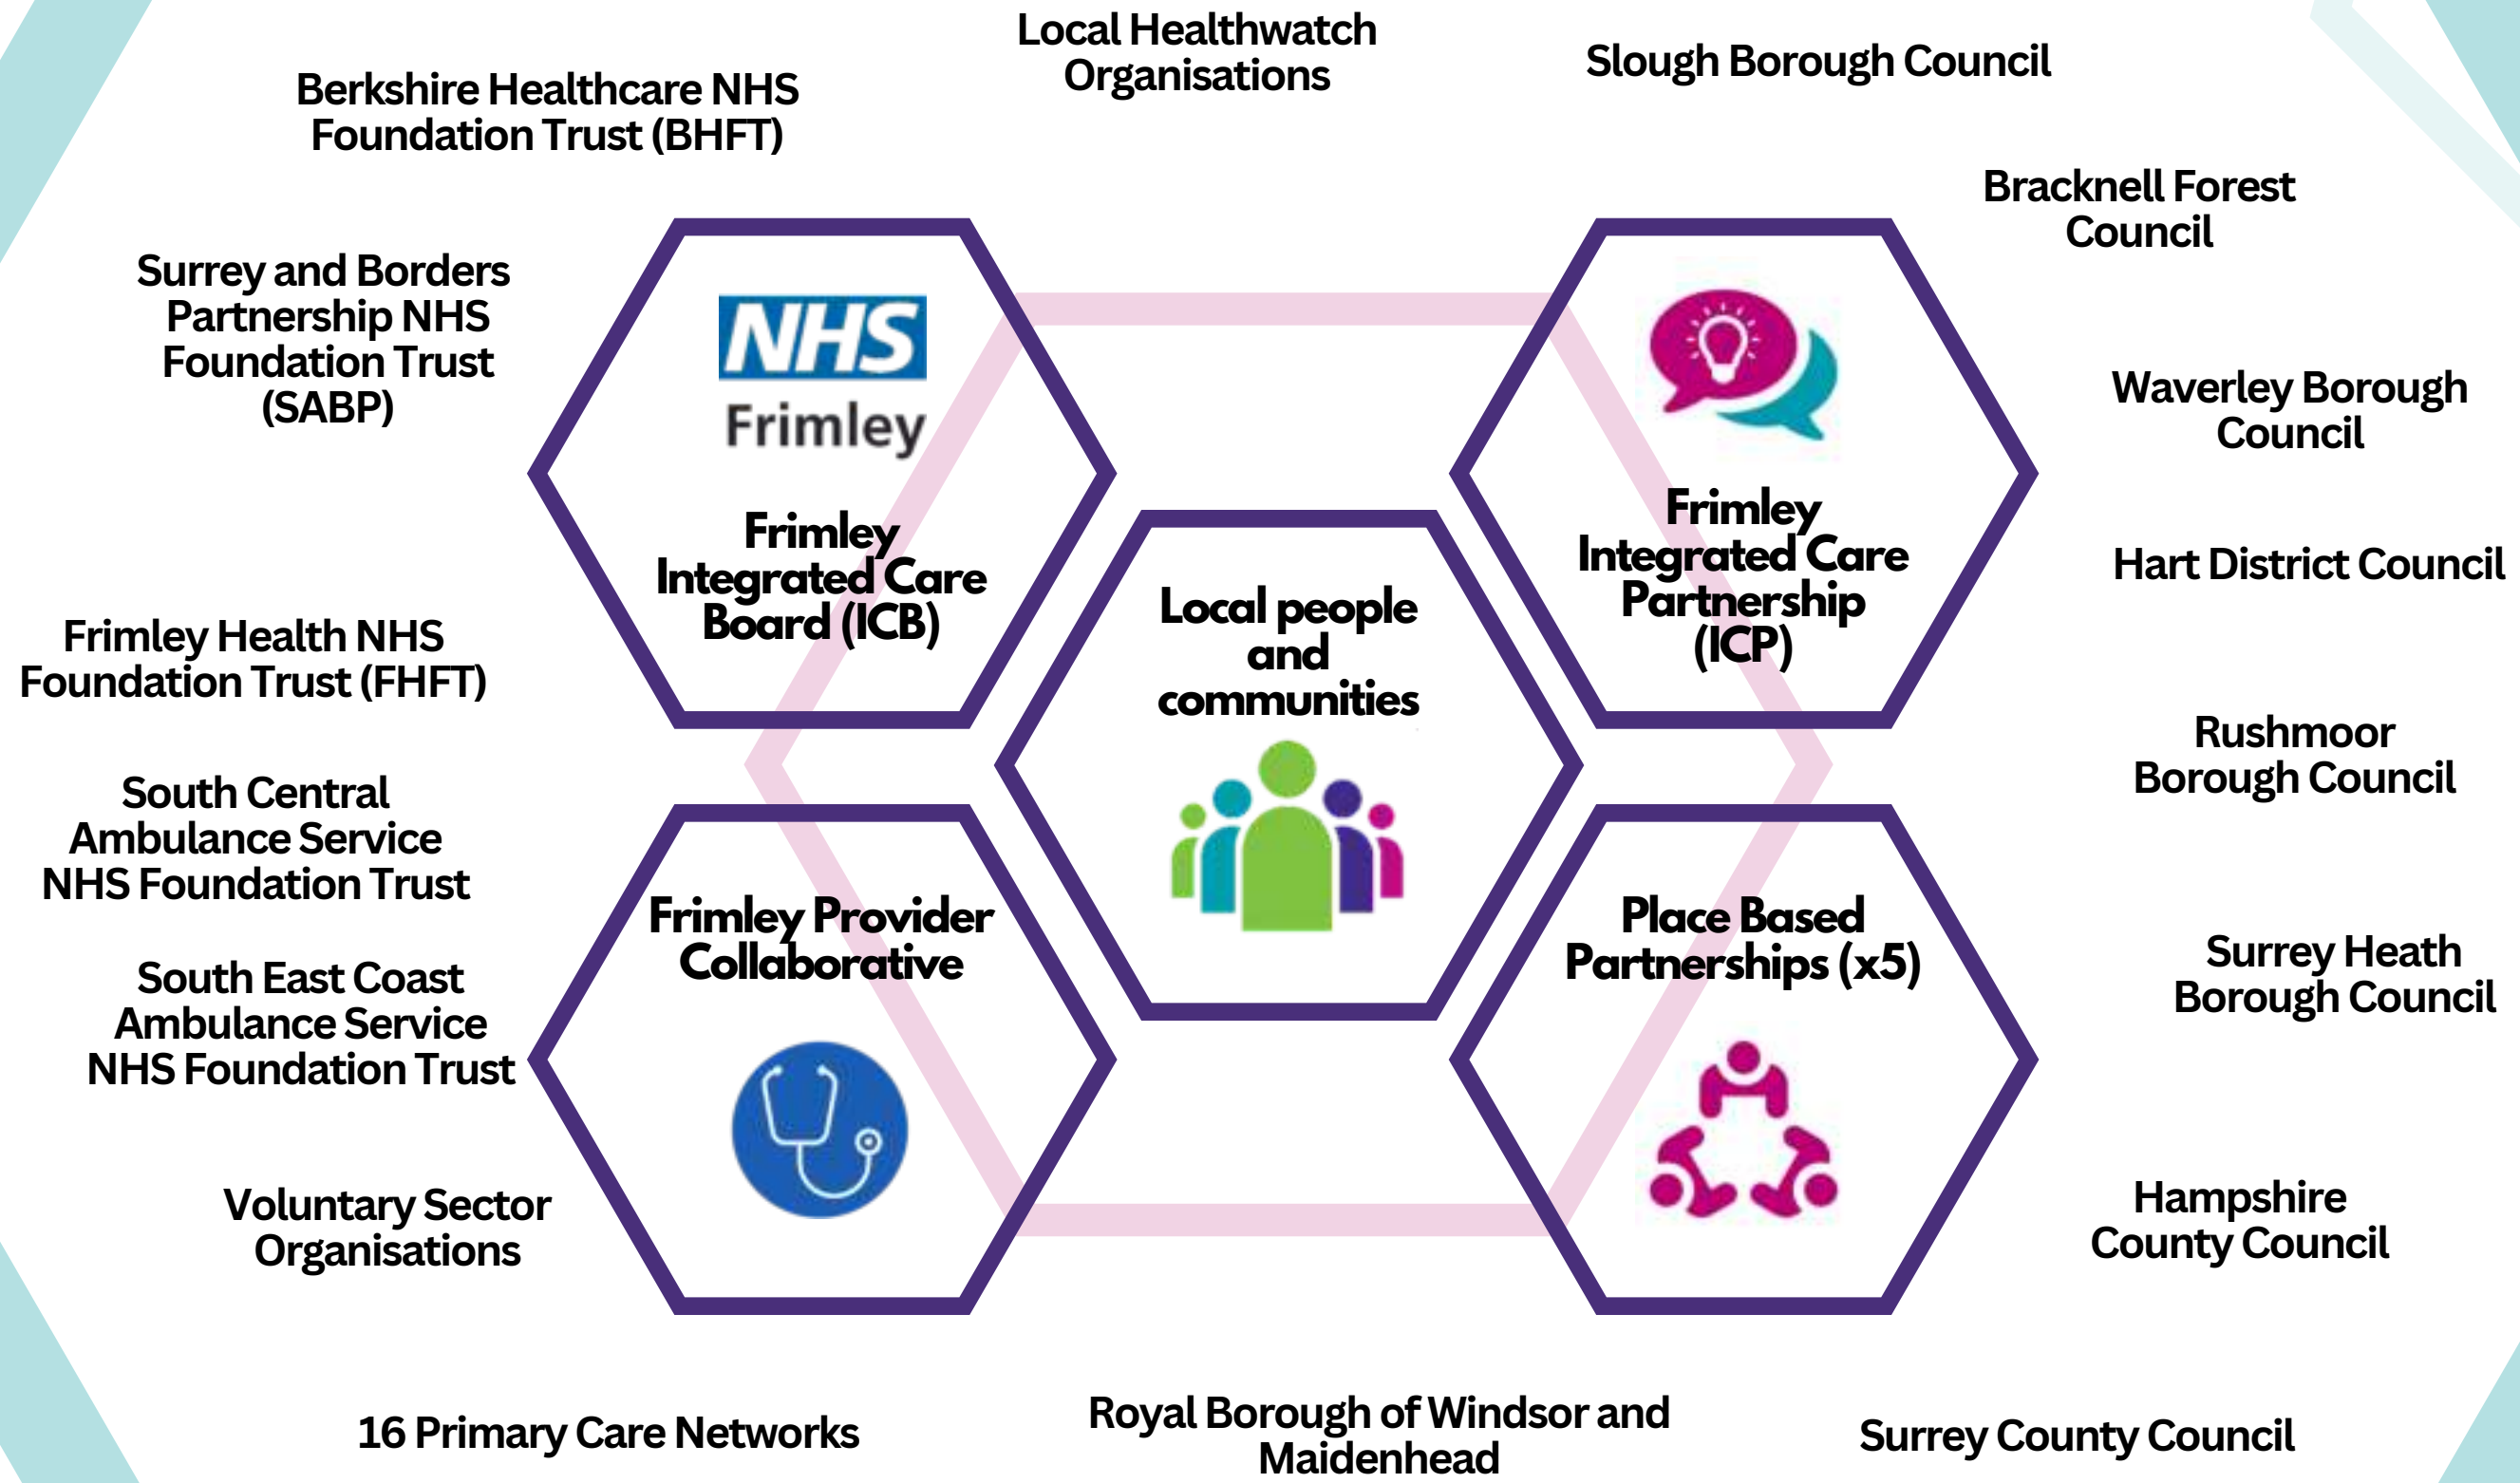 Local Healthwatch
Organisations
Slough Borough Council
Berkshire Healthcare NHS
Foundation Trust (BHFT)
Bracknell Forest
Council
Surrey and Borders
Partnership NHS
Foundation Trust
(SABP)
NHS
Frimley
Frimley
Integrated Care
Board (ICB)
Frimley
Integrated Care
Partnership
(ICP)
Waverley Borough
Council
Hart District Council
Local people
and
communities
Frimley Health NHS
Foundation Trust (FHFT)
Rushmoor
Borough Council
South Central
Ambulance Service
NHS Foundation Trust
Frimley Provider
Collaborative
Place Based
Partnerships (x5)
Surrey Heath
Borough Council
South East Coast
Ambulance Service
NHS Foundation Trust
Voluntary Sector
Organisations
Hampshire
County Council
16 Primary Care Networks
Royal Borough of Windsor and
Maidenhead
Surrey County Council